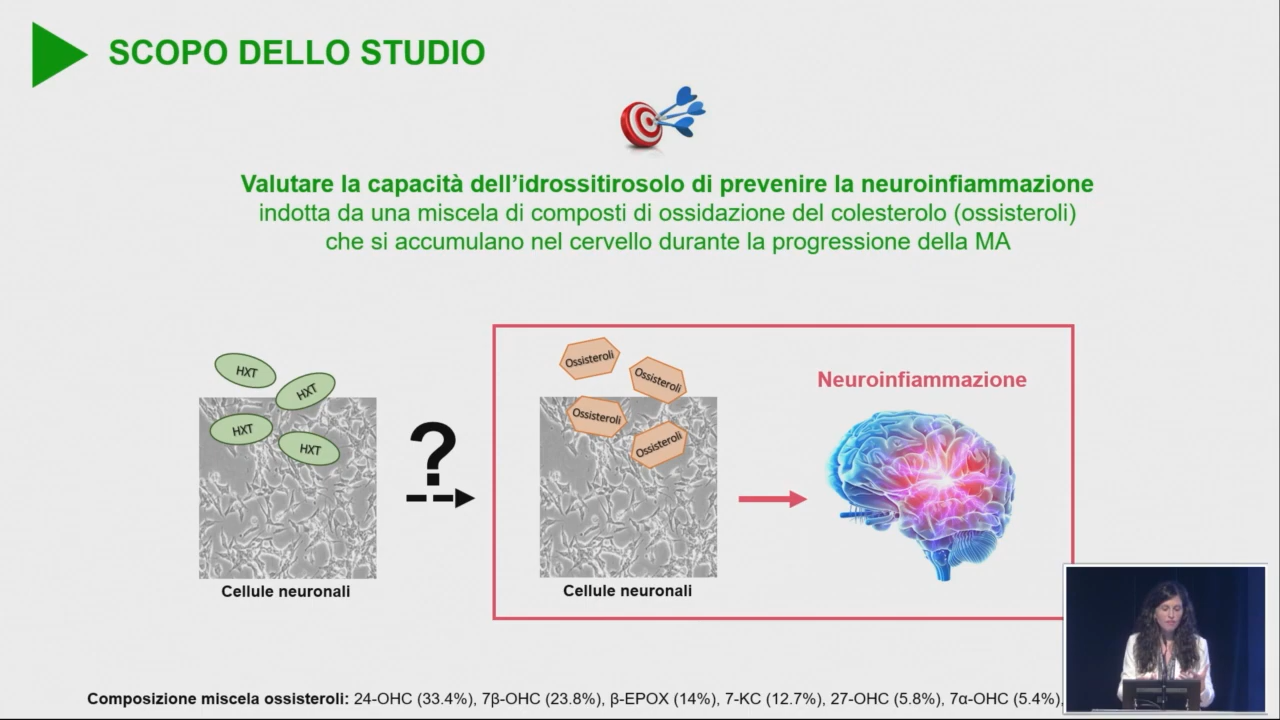 SCOPO DELLO STUDIO
Valutare la capacità dell'idrossitirosolo di prevenire la neuroinfiammazione
indotta da una miscela di composti di ossidazione del colesterolo (ossisteroli)
che si accumulano nel cervello durante la progressione della MA
HXT
HXT
HXT
HXT
?
Cellule neuronali
Ossisteroli
Ossisteroli
Ossisteroli
Ossisteroli
Cellule neuronali
Neuroinfiammazione
Composizione miscela ossisteroli: 24-OHC (33.4%), 7β-OHC (23.8%), β-EPOX (14%), 7-KC (12.7%), 27-OHC (5.8%), 7α-OHC (5.4%),